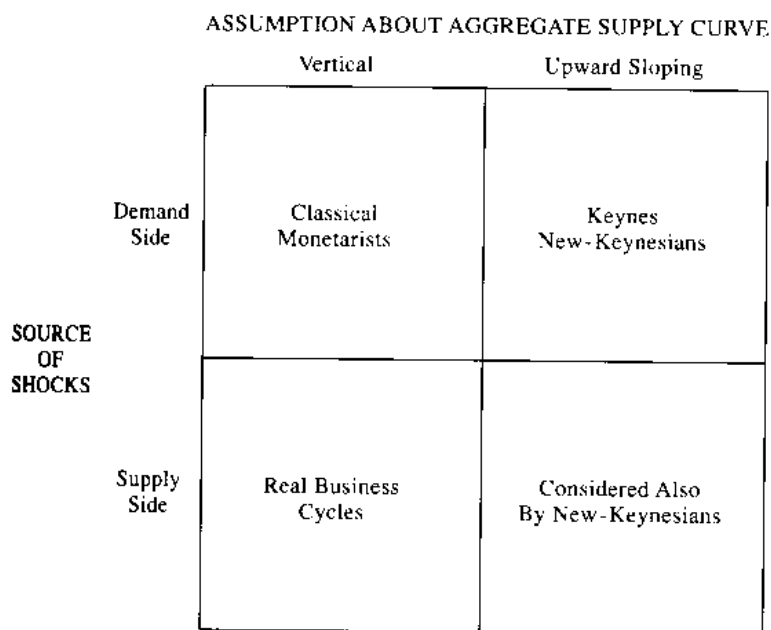 ASSUMPTION ABOUT AGGREGATE SUPPLY CURVE
Vertical
Upward Sloping
Demand
Side
Classical
Monetarists
Keynes
New-Keynesians
SOURCE
OF
SHOCKS
Supply
Side
Real Business
Cycles
Considered Also
By New-Keynesians